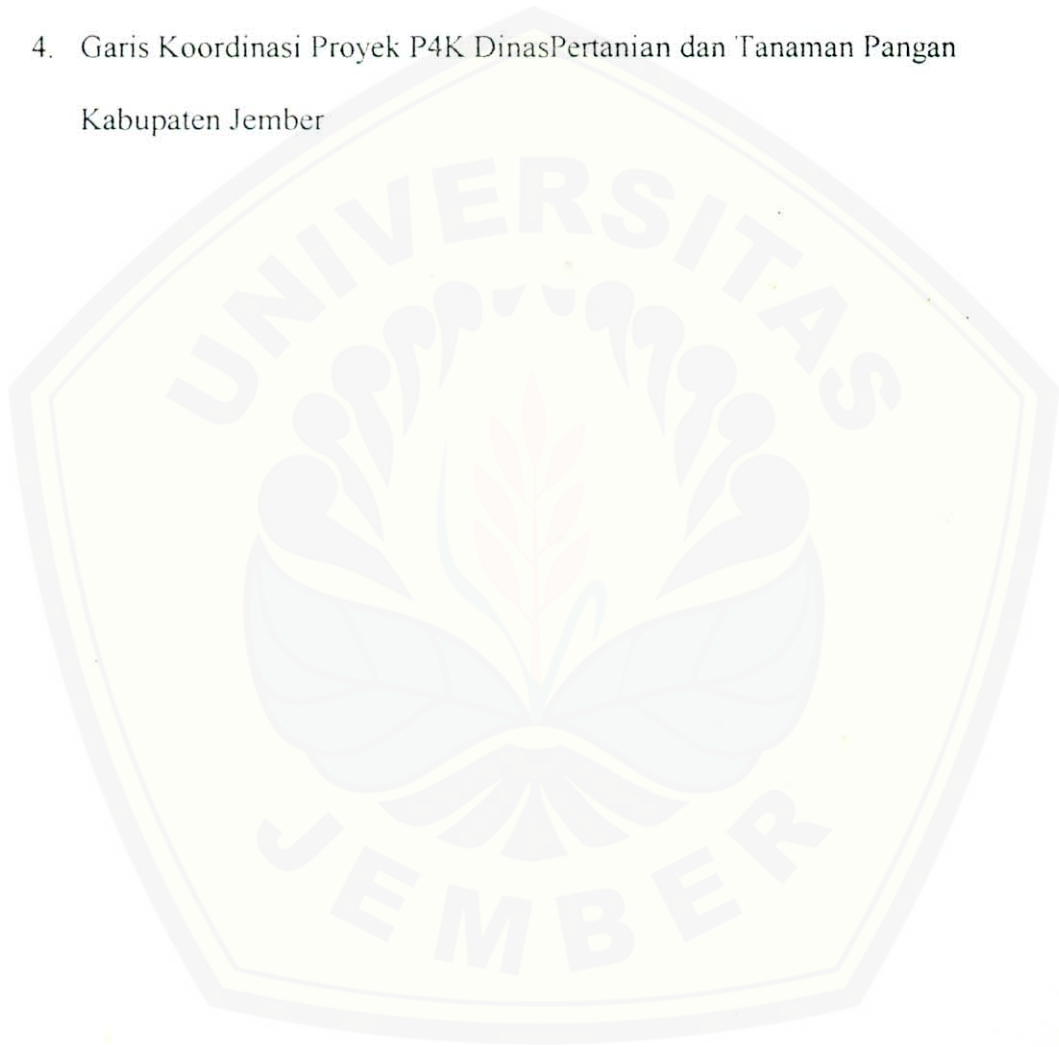 4. Garis Koordinasi Proyek P4K DinasPertanian dan Tanaman Pangan
Kabupaten Jember
UNIVERSITAS
JEMBER